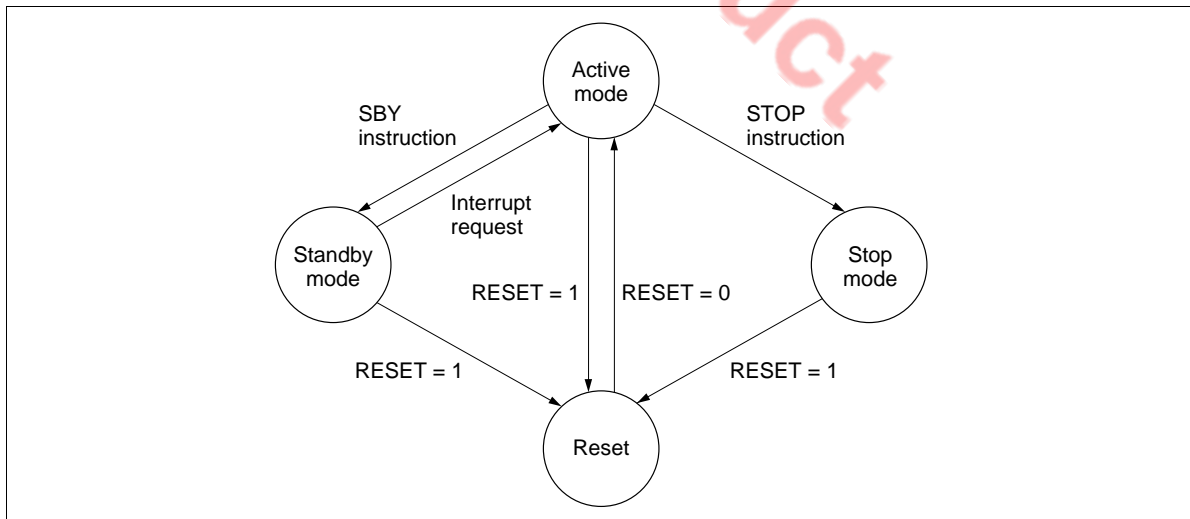 Active
mode
SBY
instruction
STOP
instruction
Interrupt
request
Standby
mode
Stop
mode
RESET = 1
RESET = 0
RESET = 1
RESET = 1
Reset